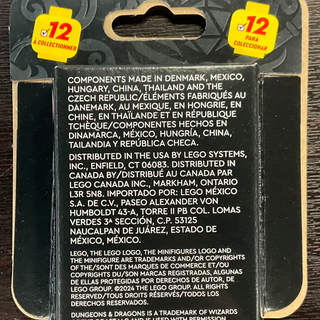 12
À COLLECTIONNER
12
PARA
COLECCIONAR
COMPONENTS MADE IN DENMARK, MEXICO,
HUNGARY, CHINA, THAILAND AND THE
CZECH REPUBLIC/ÉLÉMENTS FABRIQUÉS AU
DANEMARK, AU MEXIQUE, EN HONGRIE, EN
CHINE, EN THAÏLANDE ET EN RÉPUBLIQUE
TCHÈQUE/COMPONENTES HECHOS EN
DINAMARCA, MÉXICO, HUNGRÍA, CHINA,
TAILANDIA Y REPÚBLICA CHECA.
DISTRIBUTED IN THE USA BY LEGO SYSTEMS,
INC., ENFIELD, CT 06083. DISTRIBUTED IN
CANADA BY/DISTRIBUÉ AU CANADA PAR
LEGO CANADA INC., MARKHAM, ONTARIO
L3R 5N8. IMPORTADO POR: LEGO MÉXICO
S.A. DE C.V., PASEO ALEXANDER VON
HUMBOLDT 43-A, TORRE II PB COL. LOMAS
VERDES 3ª SECCIÓN, C.P. 53125
NAUCALPAN DE JUÁREZ, ESTADO DE
MÉXICO, MÉXICO.
LEGO, THE LEGO LOGO, THE MINIFIGURES LOGO AND
THE MINIFIGURE ARE TRADEMARKS AND/OR COPYRIGHTS
OF THE/SONT DES MARQUES DE COMMERCE ET/OU
COPYRIGHTS DU/SON MARCAS REGISTRADAS, ALGUNAS
DE ELLAS PROTEGIDAS POR DERECHOS DE AUTOR, DE
LEGO GROUP. ©2024 THE LEGO GROUP. ALL RIGHTS
RESERVED/TOUS DROITS RÉSERVÉS/TODOS LOS
DERECHOS RESERVADOS.
DUNGEONS & DRAGONS IS A TRADEMARK OF WIZARDS